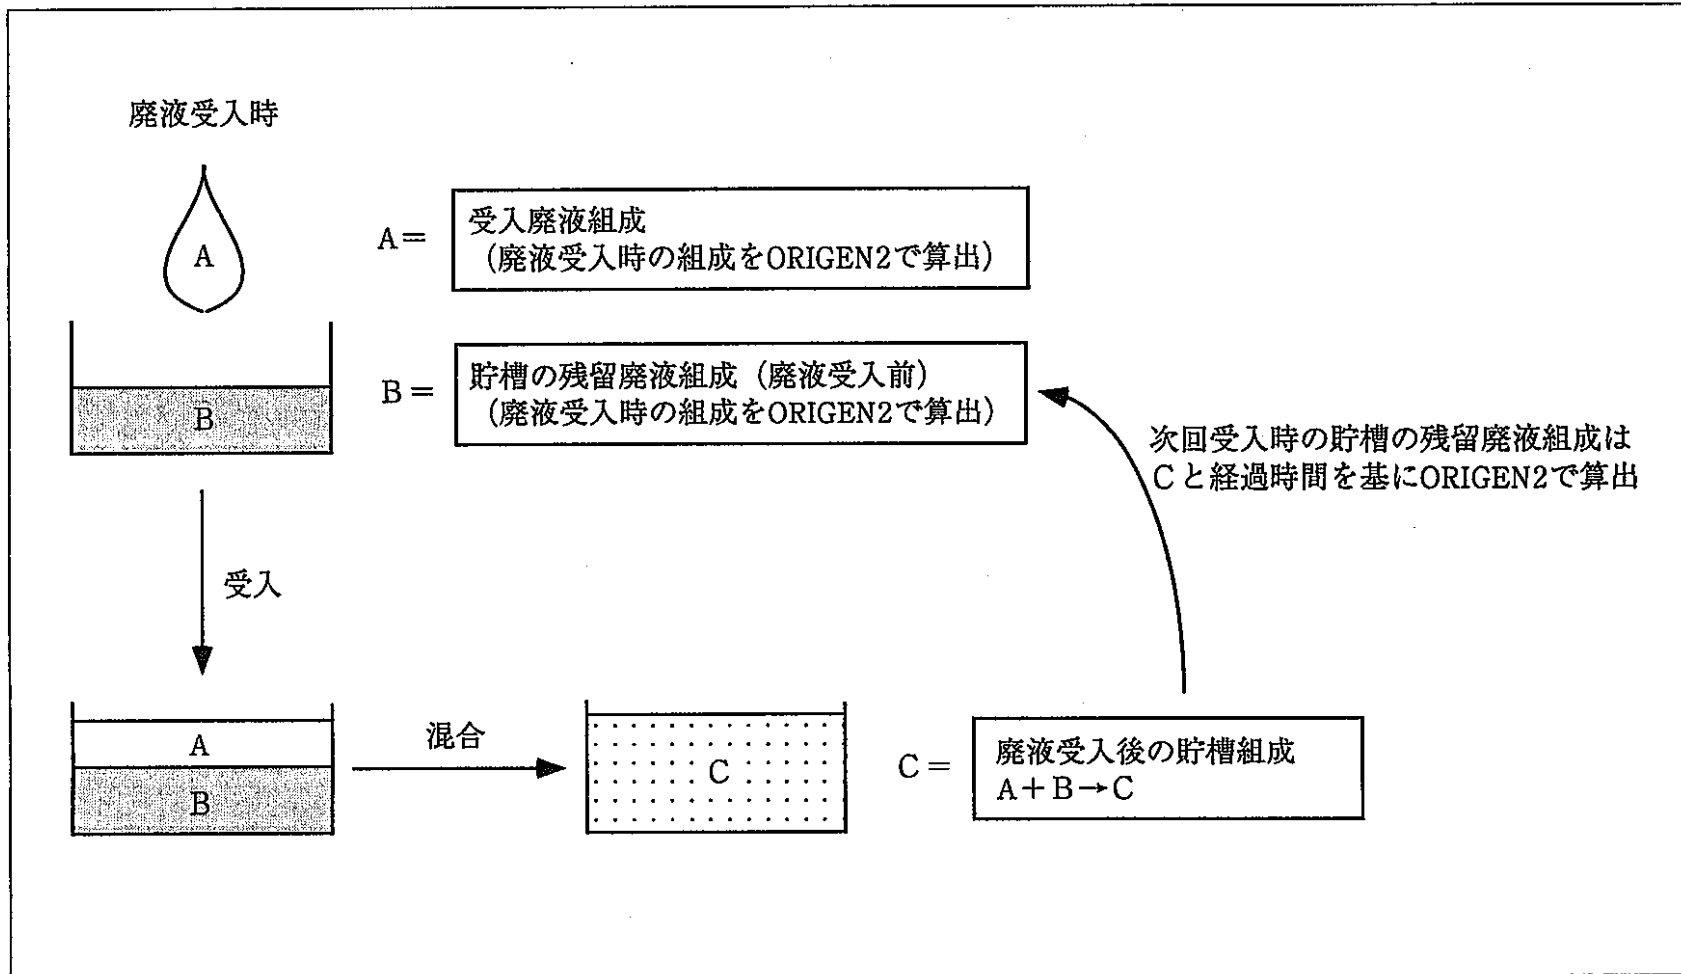 廃液受入時
A
A＝
受入廃液組成
（廃液受入時の組成をORIGEN2で算出）
B
B＝
貯槽の残留廃液組成（廃液受入前）
（廃液受入時の組成をORIGEN2で算出）
次回受入時の貯槽の残留廃液組成は
Cと経過時間を基にORIGEN2で算出
受入
A
B
混合
C
C＝
廃液受入後の貯槽組成
A＋B→C